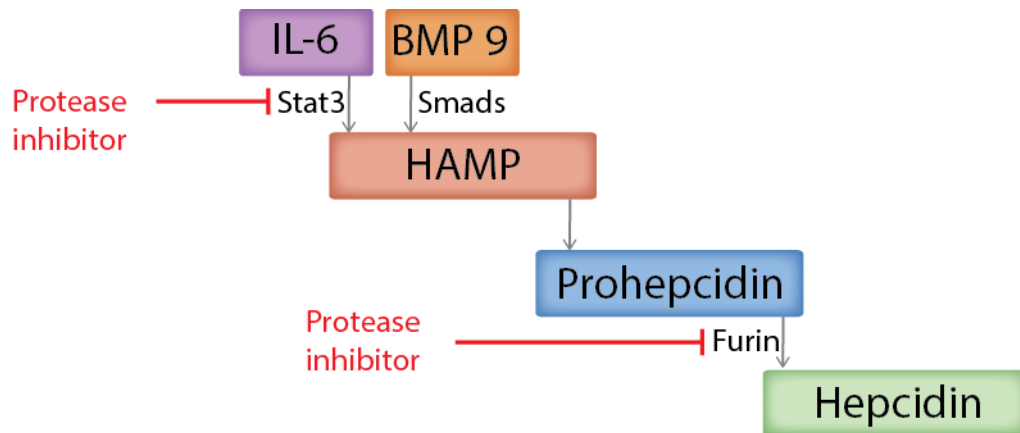 IL-6
BMP 9
Protease
inhibitor
Stat3
Smads
HAMP
Prohepcidin
Protease
inhibitor
Furin
Hepcidin